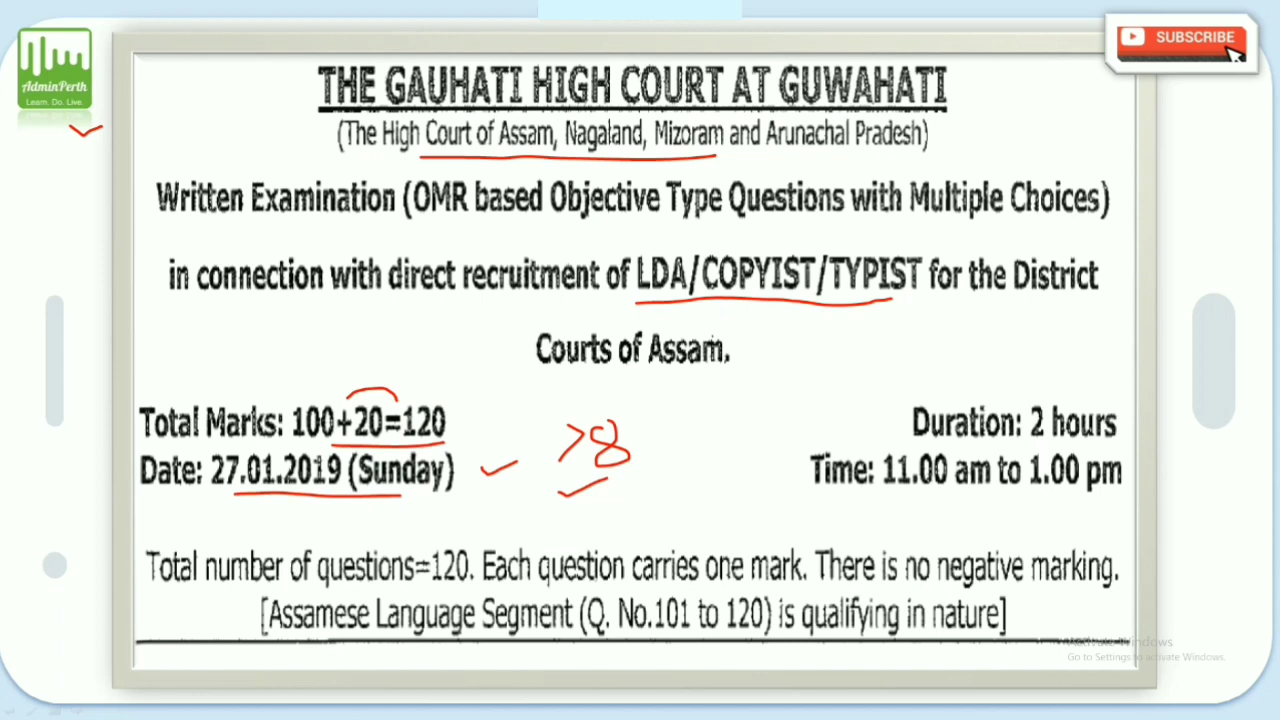 SUBSCRIBE
AdminPerth
Learn. Do. Live.
THE GAUHATI HIGH COURT AT GUWAHATI
(The High Court of Assam, Nagaland, Mizoram and Arunachal Pradesh)
Written Examination (OMR based Objective Type Questions with Multiple Choices)
in connection with direct recruitment of LDA/COPYIST/TYPIST for the District
Courts of Assam.
Total Marks: 100+20=120
Duration: 2 hours
>8
Date: 27.01.2019 (Sunday)
Time: 11.00 am to 1.00 pm
Total number of questions=120. Each question carries one mark. There is no negative marking.
[Assamese Language Segment (Q. No.101 to 120) is qualifying in nature]
Activate Windows
Go to Settings to activate Windows.